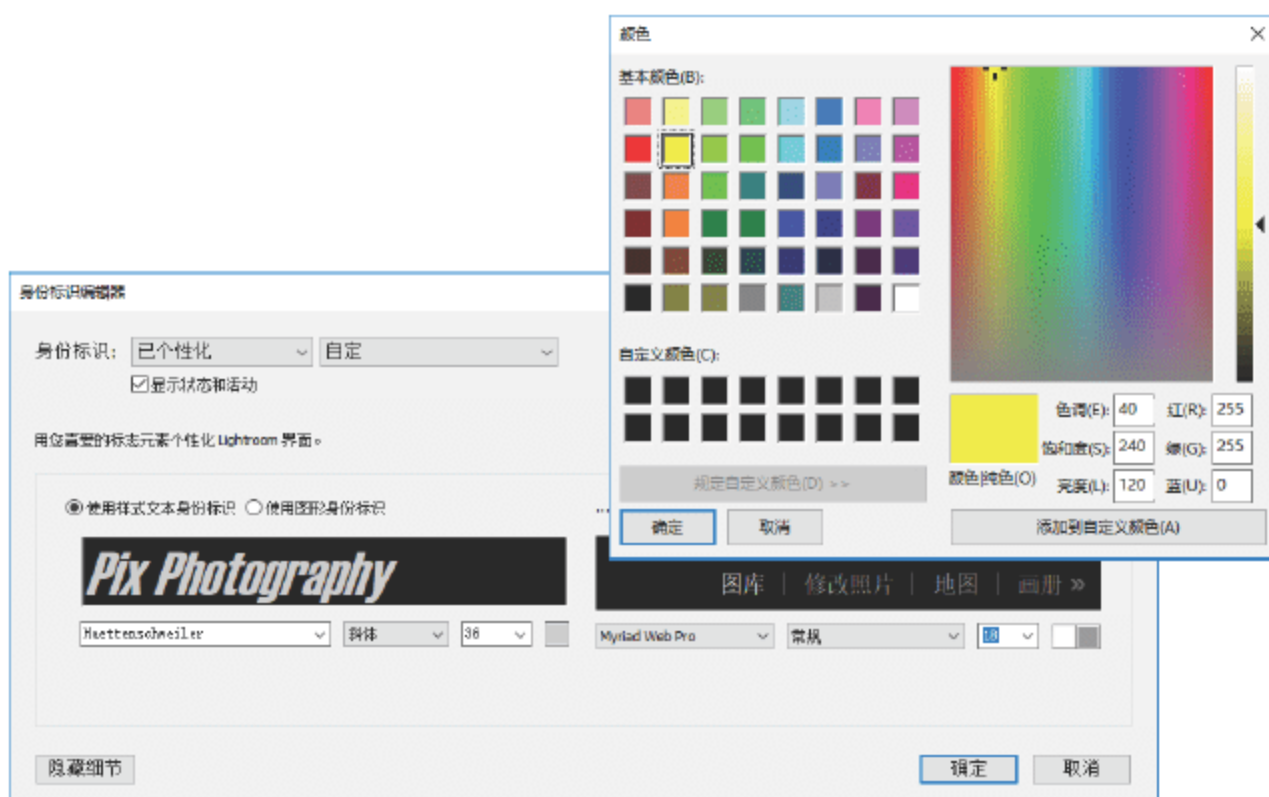 颜色
基本颜色(B):
自定义颜色(C):
规定自定义颜色(D) >>
确定 取消
色调(E): 40 红(R): 255
饱和度(S): 240 绿(G): 255
颜色|纯色(O) 亮度(L): 120 蓝(U): 0
添加到自定义颜色(A)
身份标识编辑器
身份标识: 已个性化 自定
显示状态和活动
用您喜爱的标志元素个性化 Lightroom 界面。
使用样式文本身份标识 使用图形身份标识
Pix Photography
图库 | 修改照片 | 地图 | 画册 »
Haettenschweiler 斜体 36
Myriad Web Pro 常规 18
隐藏细节 确定 取消